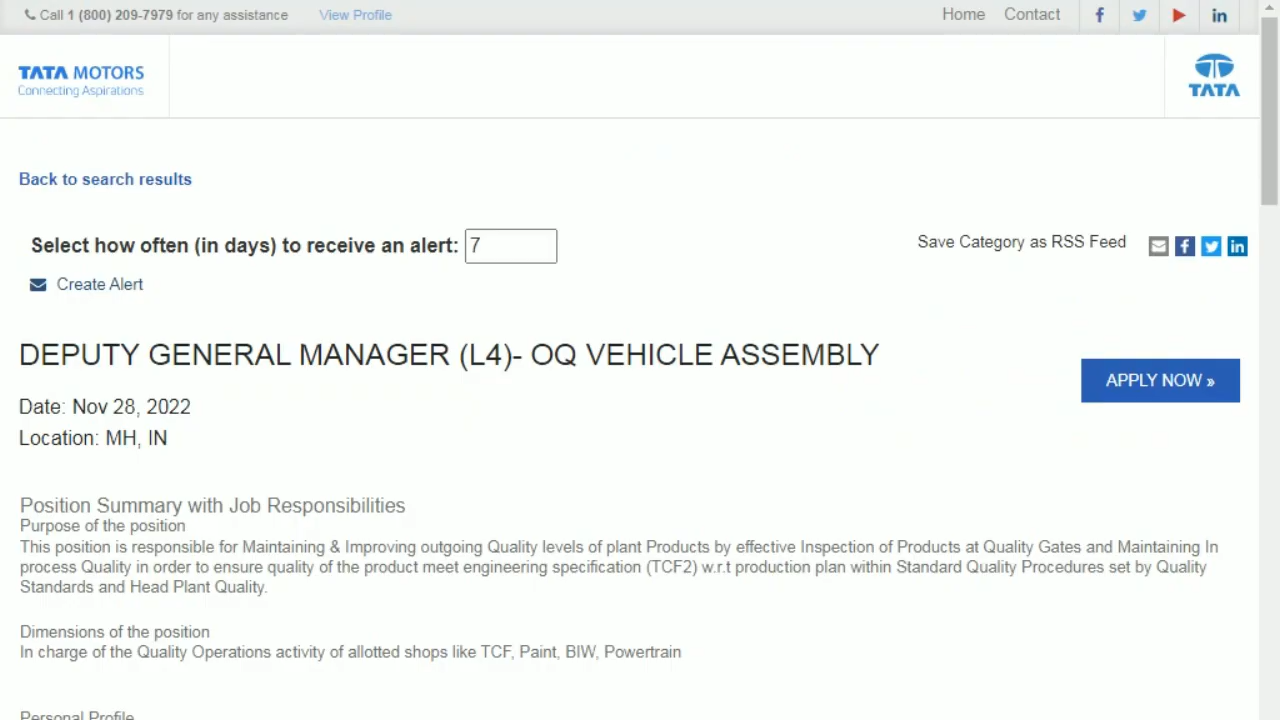 Call 1 (800) 209-7979 for any assistance View Profile Home Contact
TATA MOTORS
Connecting Aspirations
TATA
Back to search results
Select how often (in days) to receive an alert: 7
Save Category as RSS Feed
Create Alert
DEPUTY GENERAL MANAGER (L4)- OQ VEHICLE ASSEMBLY
APPLY NOW »
Date: Nov 28, 2022
Location: MH, IN
Position Summary with Job Responsibilities
Purpose of the position
This position is responsible for Maintaining & Improving outgoing Quality levels of plant Products by effective Inspection of Products at Quality Gates and Maintaining In
process Quality in order to ensure quality of the product meet engineering specification (TCF2) w.r.t production plan within Standard Quality Procedures set by Quality
Standards and Head Plant Quality.
Dimensions of the position
In charge of the Quality Operations activity of allotted shops like TCF, Paint, BIW, Powertrain
Personal Profile